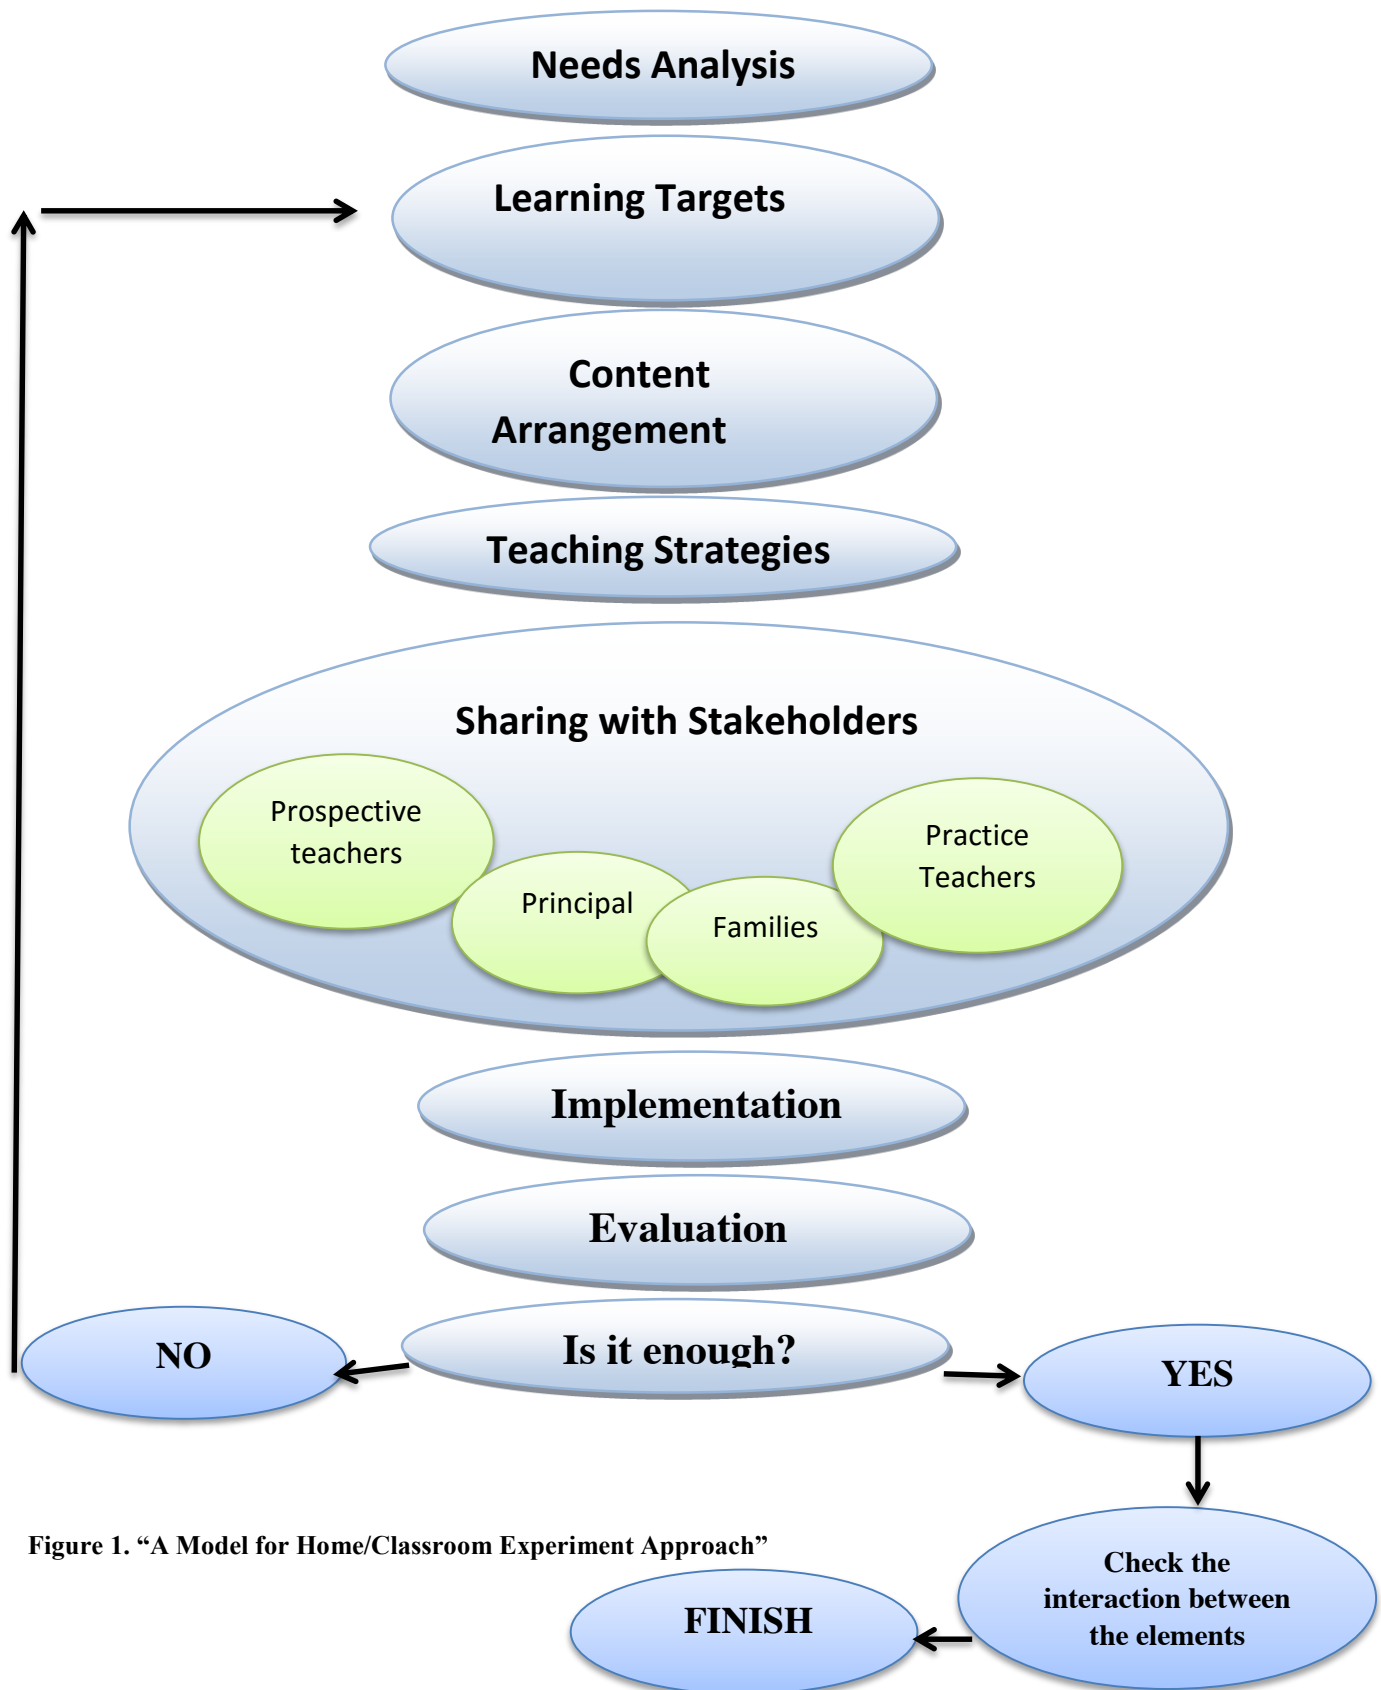 Needs Analysis
Learning Targets
Content
Arrangement
Teaching Strategies
Sharing with Stakeholders
Prospective
teachers
Principal
Families
Practice
Teachers
Implementation
Evaluation
Is it enough?
NO
YES
Figure 1. “A Model for Home/Classroom Experiment Approach”
Check the
interaction between
the elements
FINISH